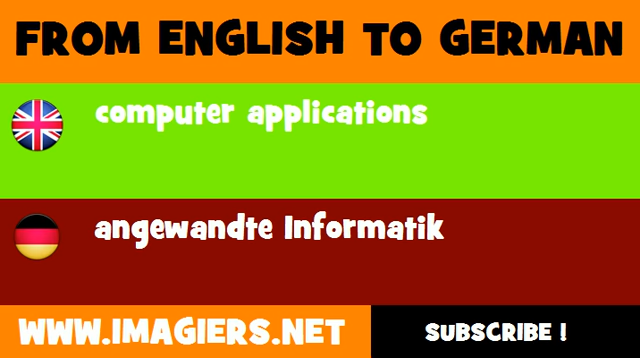 FROM ENGLISH TO GERMAN
computer applications
angewandte Informatik
WWW.IMAGIERS.NET
SUBSCRIBE !